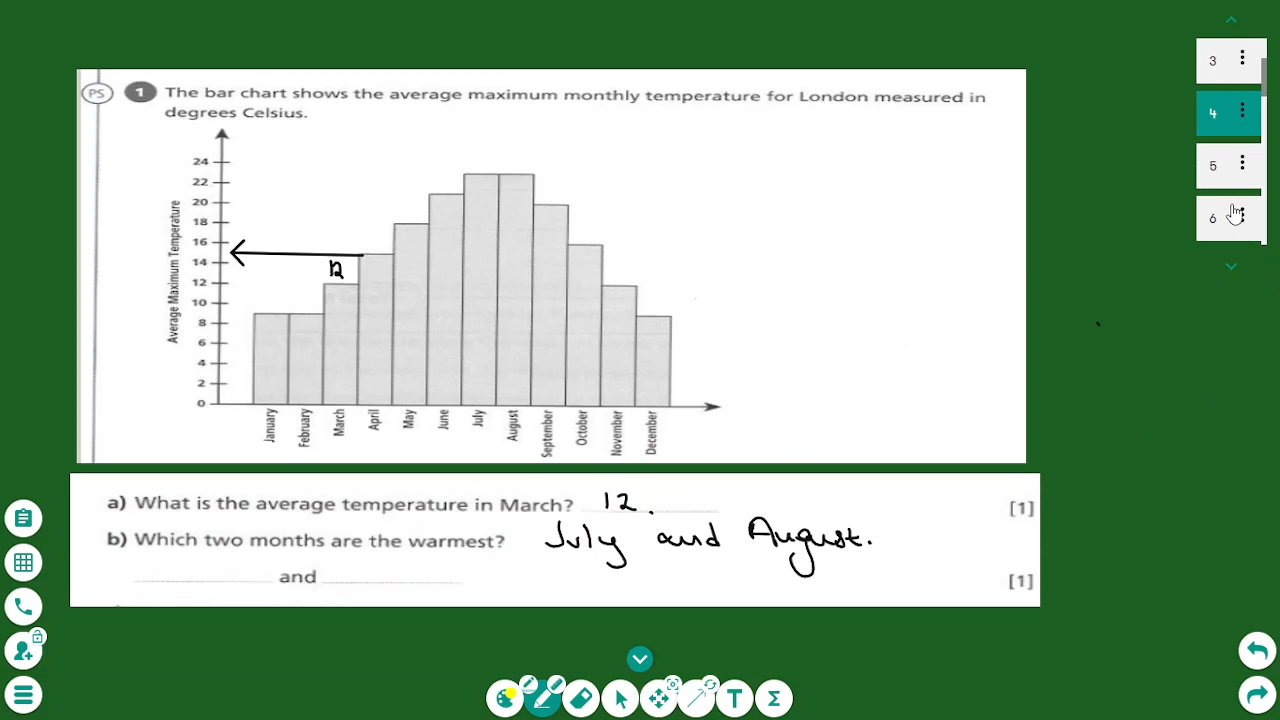 3
4
5
6
PS 1 The bar chart shows the average maximum monthly temperature for London measured in
degrees Celsius.
Average Maximum Temperature
24
22
20
18
16
14
12
10
8
6
4
2
0
12
January
February
March
April
May
June
July
August
September
October
November
December
a) What is the average temperature in March? 12. [1]
b) Which two months are the warmest? July and August.
and [1]
T
Σ